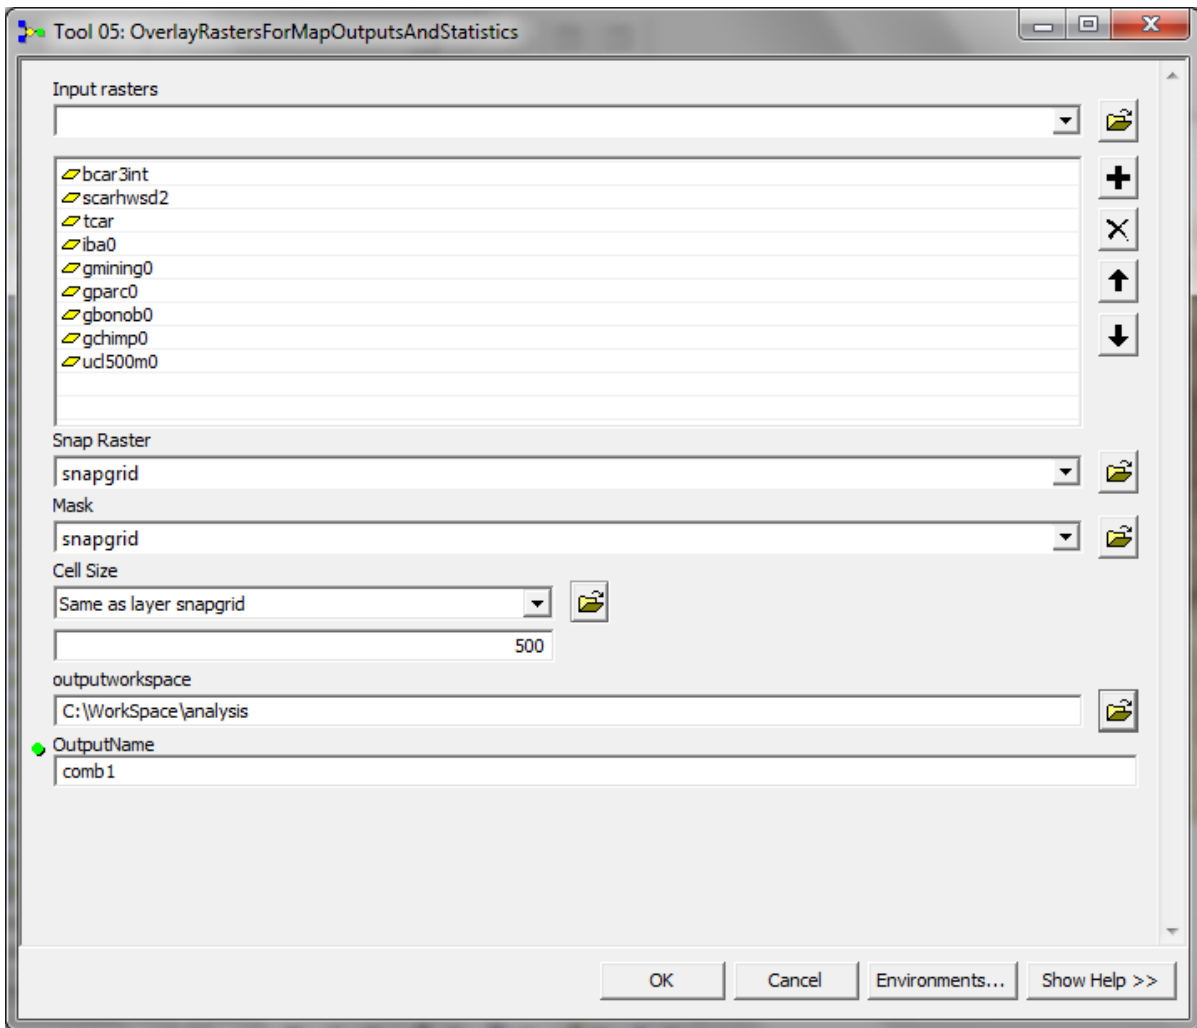 Tool 05: OverlayRastersForMapOutputsAndStatistics
Input rasters
bcar3int
scarhwsd2
tcar
iba0
gmining0
gparc0
gbonob0
gchimp0
ucl500m0
Snap Raster
snapgrid
Mask
snapgrid
Cell Size
Same as layer snapgrid
500
outputworkspace
C:\WorkSpace\analysis
OutputName
comb1
OK Cancel Environments... Show Help >>